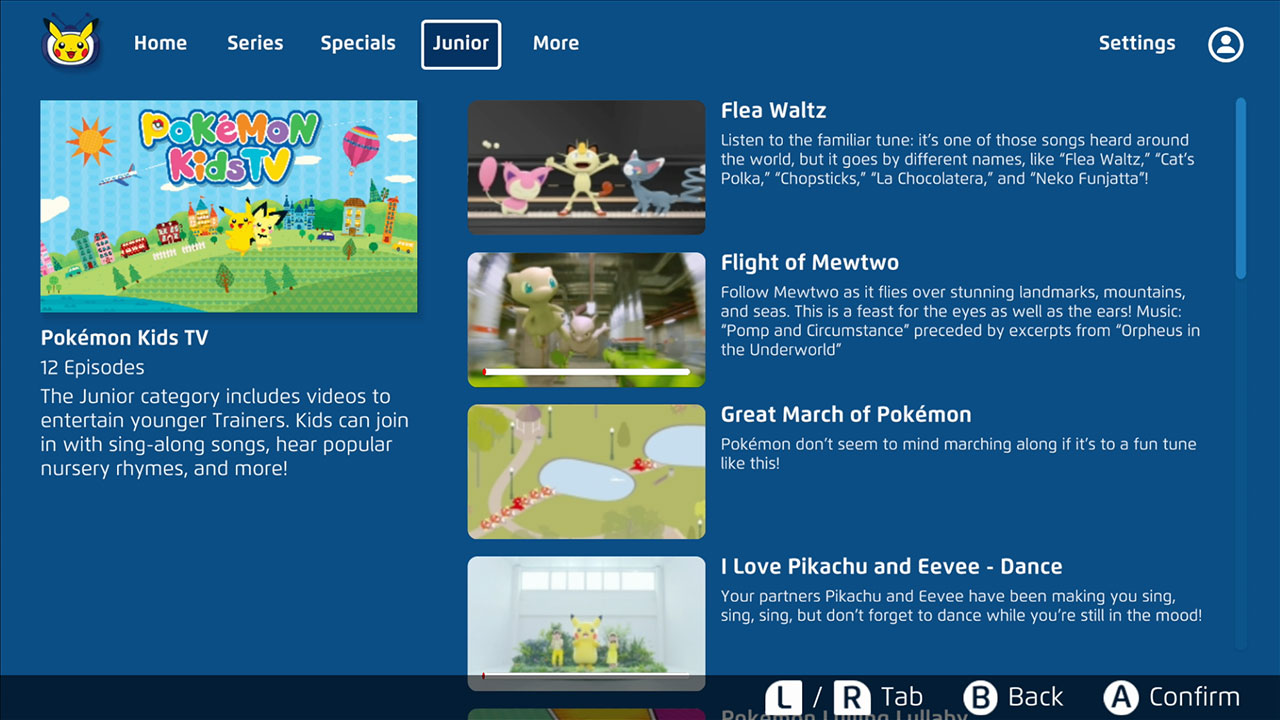 Home
Series
Specials
Junior
More
Settings
POKéMON
KiDSTV
Pokémon Kids TV
12 Episodes
The Junior category includes videos to
entertain younger Trainers. Kids can join
in with sing-along songs, hear popular
nursery rhymes, and more!
Flea Waltz
Listen to the familiar tune: it’s one of those songs heard around
the world, but it goes by different names, like “Flea Waltz,” “Cat’s
Polka,” “Chopsticks,” “La Chocolatera,” and “Neko Funjatta”!
Flight of Mewtwo
Follow Mewtwo as it flies over stunning landmarks, mountains,
and seas. This is a feast for the eyes as well as the ears! Music:
“Pomp and Circumstance” preceded by excerpts from “Orpheus in
the Underworld”
Great March of Pokémon
Pokémon don’t seem to mind marching along if it’s to a fun tune
like this!
I Love Pikachu and Eevee - Dance
Your partners Pikachu and Eevee have been making you sing,
sing, sing, but don’t forget to dance while you’re still in the mood!
Pokémon Lullaby
L / R Tab
B Back
A Confirm